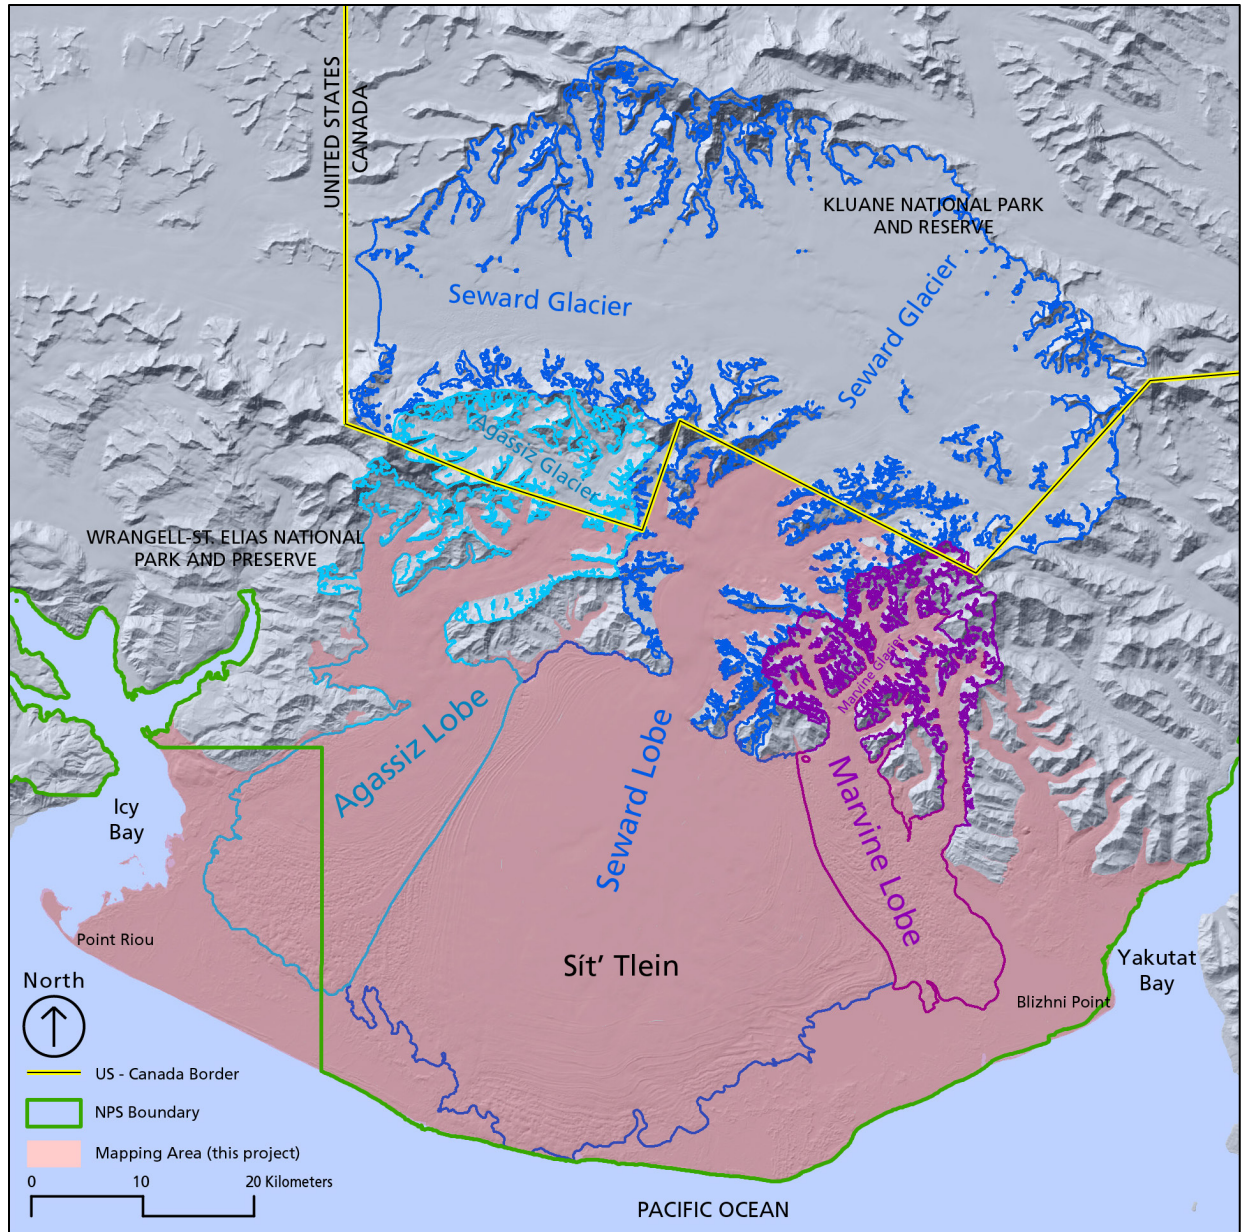 UNITED STATES
CANADA
KLUANE NATIONAL PARK
AND RESERVE
Seward Glacier
Seward Glacier
Agassiz Glacier
WRANGELL-ST. ELIAS NATIONAL
PARK AND PRESERVE
Marvine Glacier
Agassiz Lobe
Seward Lobe
Marvine Lobe
Icy
Bay
Point Riou
Sít’ Tlein
Yakutat
Bay
Blizhni Point
North
US - Canada Border
NPS Boundary
Mapping Area (this project)
0 10 20 Kilometers
PACIFIC OCEAN